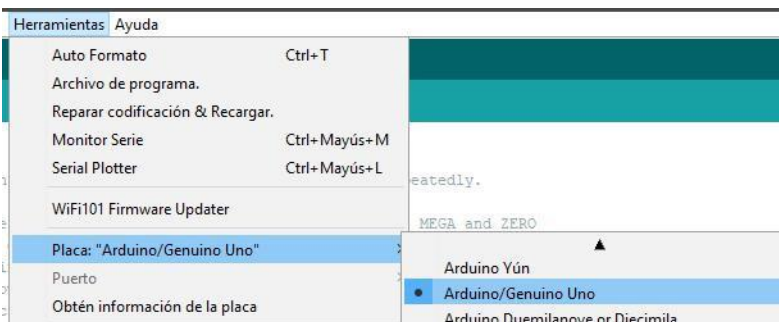 Herramientas Ayuda
Auto Formato Ctrl+T
Archivo de programa.
Reparar codificación & Recargar.
Monitor Serie Ctrl+Mayús+M
Serial Plotter Ctrl+Mayús+L
eatedly.
WiFi101 Firmware Updater
MEGA and ZERO
Placa: "Arduino/Genuino Uno"
Puerto
Arduino Yún
Arduino/Genuino Uno
Obtén información de la placa
Arduino Duemilanove or Diecimila